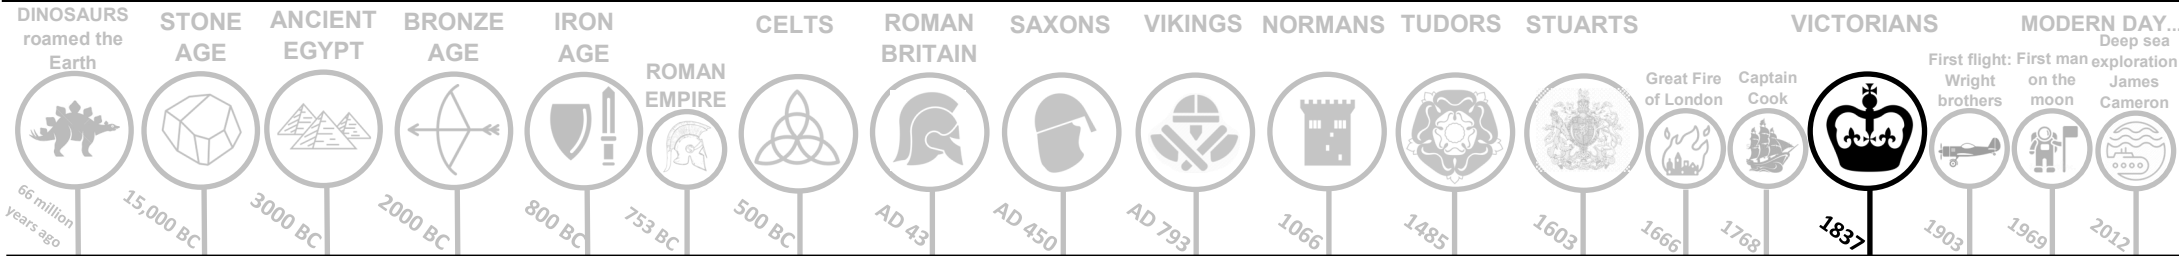 DINOSAURS
roamed the
Earth
STONE
AGE
ANCIENT
EGYPT
BRONZE
AGE
IRON
AGE
ROMAN
EMPIRE
CELTS
ROMAN
BRITAIN
SAXONS
VIKINGS
NORMANS
TUDORS
STUARTS
Great Fire
of London
Captain
Cook
VICTORIANS
MODERN DAY...
First flight:
Wright
brothers
First man
on the
moon
Deep sea
exploration
James
Cameron
66 million
years ago
15,000 BC
3000 BC
2000 BC
800 BC
753 BC
500 BC
AD 43
AD 450
AD 793
1066
1485
1603
1666
1768
1837
1903
1969
2012